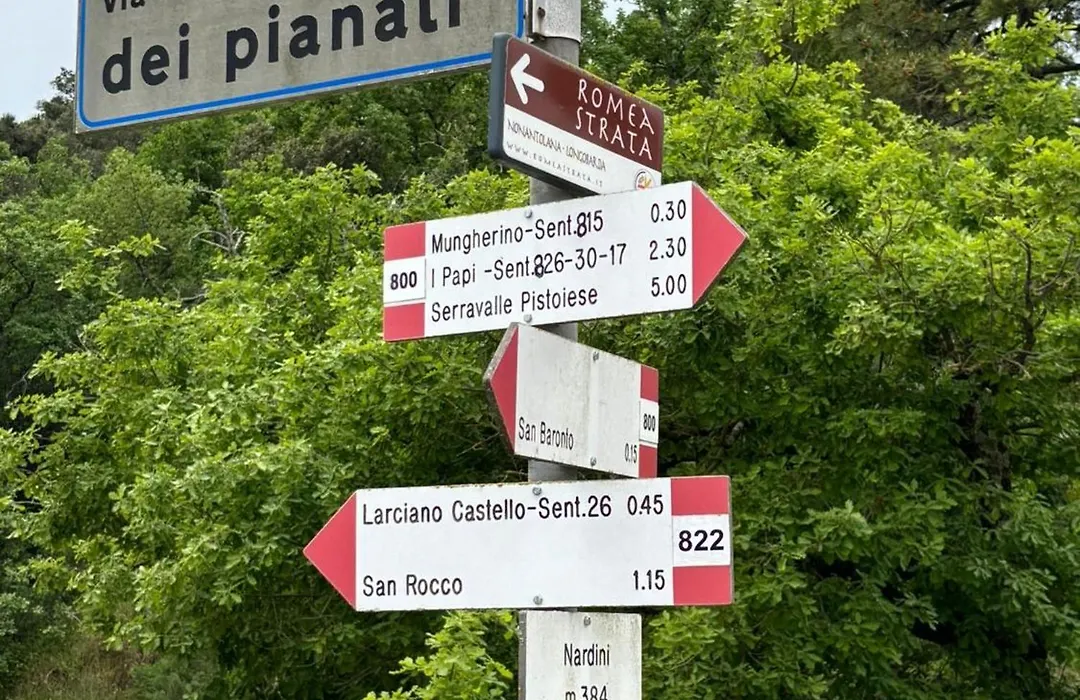 Via
dei pianati
ROMEA
STRATA
NONANTOLANA-LONGOBARDA
WWW.ROMEASTRATA.IT
Mungherino-Sent.815 0.30
800
I Papi -Sent.826-30-17 2.30
Serravalle Pistoiese 5.00
800
San Baronto 0.15
Larciano Castello-Sent.26 0.45
822
San Rocco 1.15
Nardini
m 384